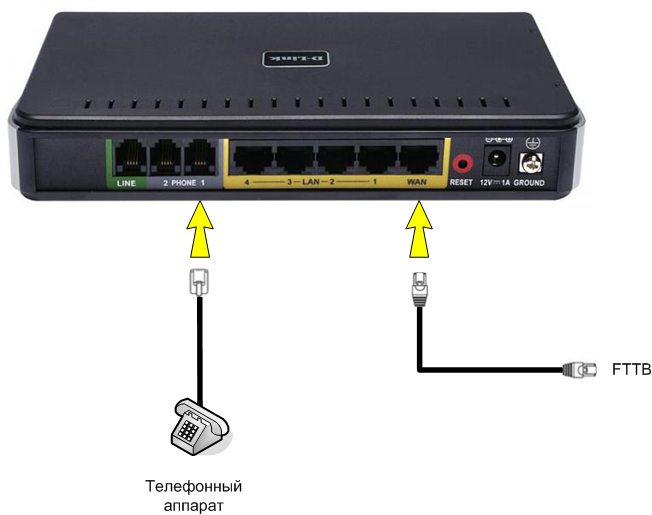 D-Link
LINE
2 PHONE 1
4 3 LAN 2 1
WAN
RESET
12V 1A
GROUND
FTTB
Телефонный
аппарат